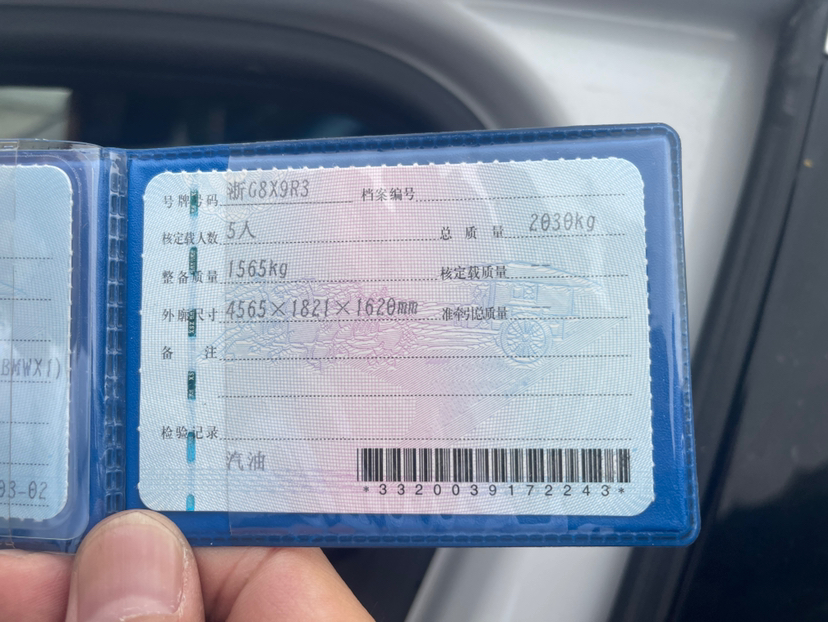 号牌号码 浙G8X9R3 档案编号
核定载人数 5人 总质量 2030kg
整备质量 1565kg 核定载质量 --
外廓尺寸 4565×1821×1620mm 准牵引总质量
备注
检验记录
汽油
*3320039172243*
BMWX1)
03-02